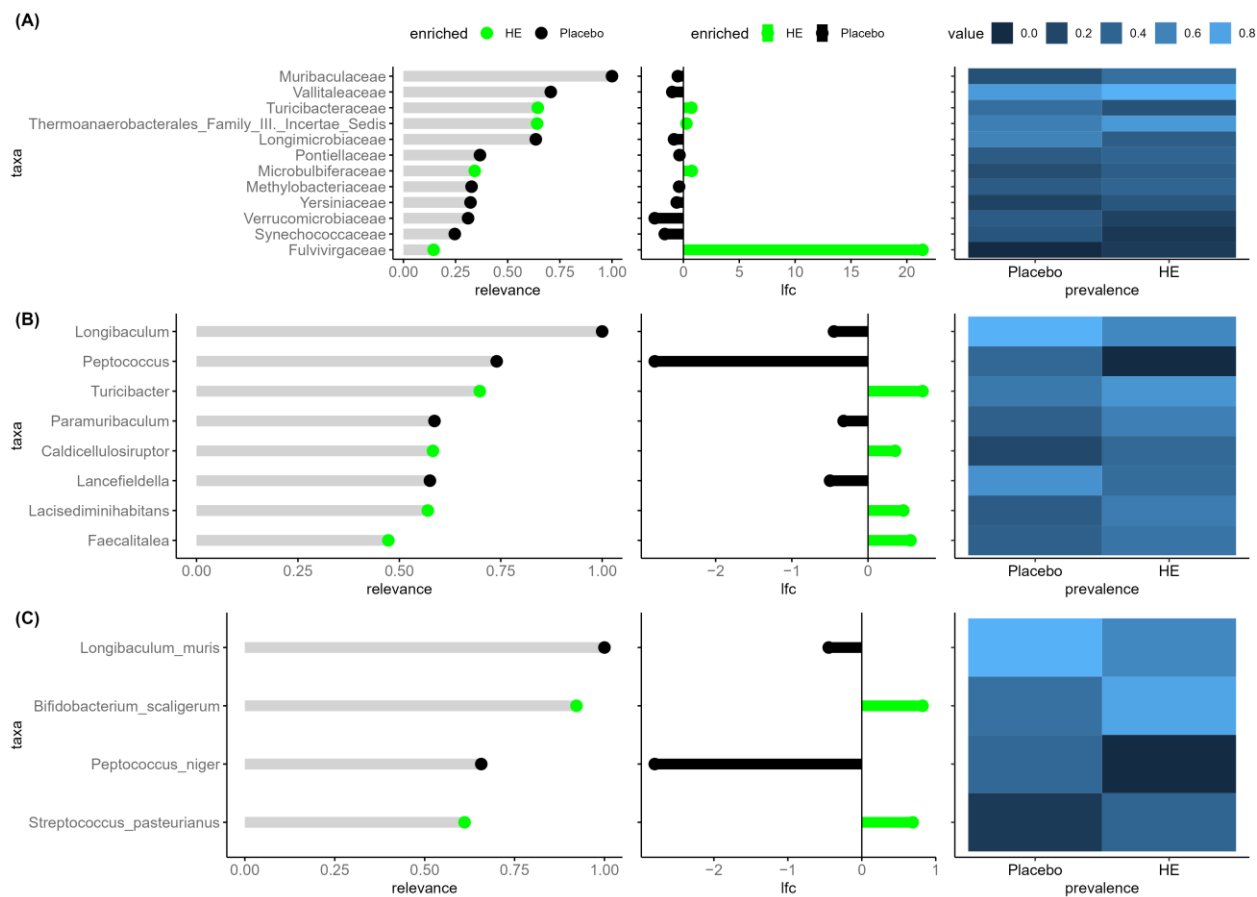 (A)
enriched HE Placebo
enriched HE Placebo
value 0.0 0.2 0.4 0.6 0.8
taxa
Muribaculaceae
Vallitaleaceae
Turicibacteraceae
Thermoanaerobacterales_Family_III._Incertae_Sedis
Longimicrobiaceae
Pontiellaceae
Microbulbiferaceae
Methylobacteriaceae
Yersiniaceae
Verrucomicrobiaceae
Synechococcaceae
Fulvivirgaceae
0.00 0.25 0.50 0.75 1.00
relevance
0 5 10 15 20
lfc
Placebo HE
prevalence
(B)
taxa
Longibaculum
Peptococcus
Turicibacter
Paramuribaculum
Caldicellulosiruptor
Lancefieldella
Lacisediminihabitans
Faecalitalea
0.00 0.25 0.50 0.75 1.00
relevance
−2 −1 0
lfc
Placebo HE
prevalence
(C)
taxa
Longibaculum_muris
Bifidobacterium_scaligerum
Peptococcus_niger
Streptococcus_pasteurianus
0.00 0.25 0.50 0.75 1.00
relevance
−2 −1 0 1
lfc
Placebo HE
prevalence